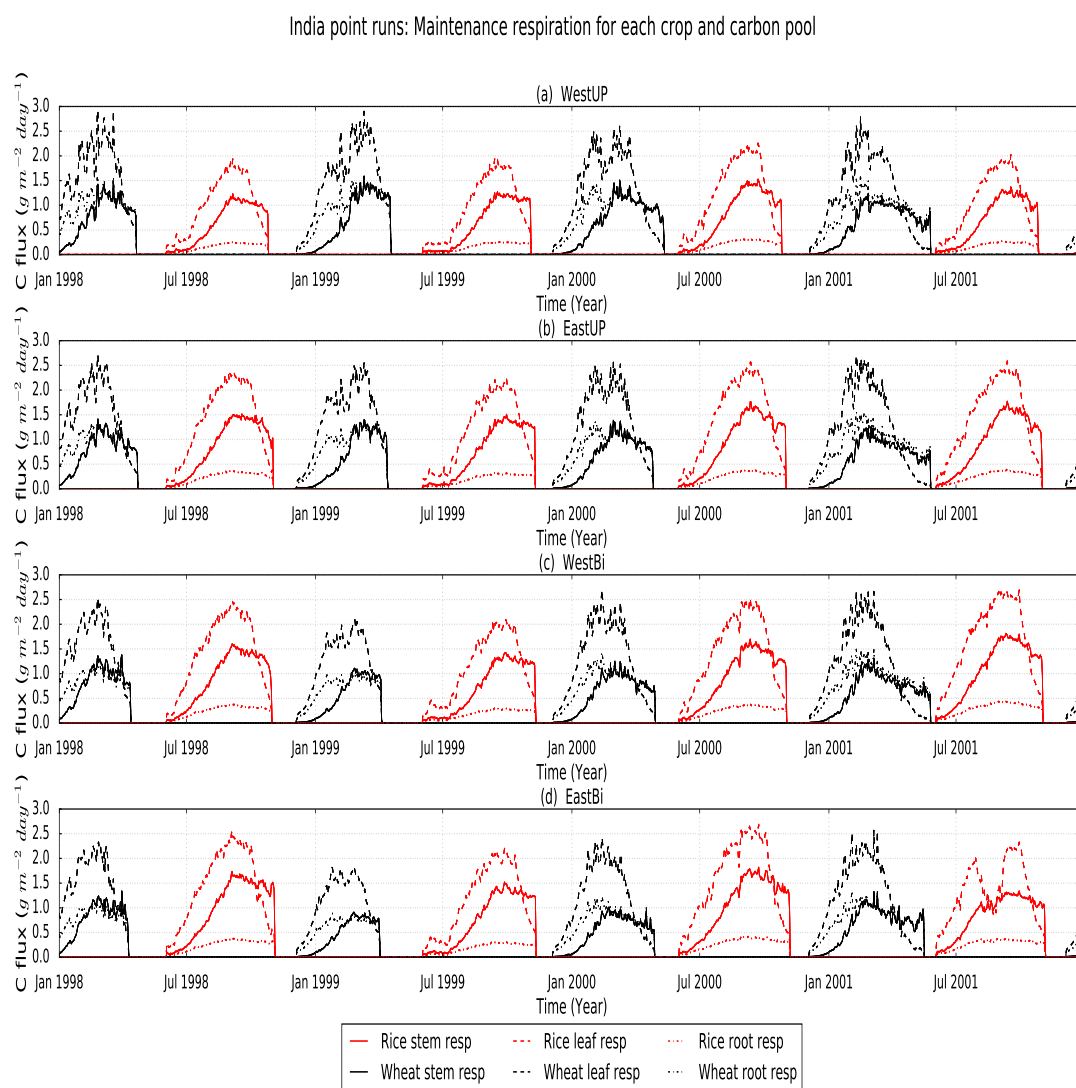 India point runs: Maintenance respiration for each crop and carbon pool
(a) WestUP
C flux (g m⁻² day⁻¹)
3.0
2.5
2.0
1.5
1.0
0.5
0.0
Jan 1998 Jul 1998 Jan 1999 Jul 1999 Jan 2000 Jul 2000 Jan 2001 Jul 2001
Time (Year)
(b) EastUP
C flux (g m⁻² day⁻¹)
3.0
2.5
2.0
1.5
1.0
0.5
0.0
Jan 1998 Jul 1998 Jan 1999 Jul 1999 Jan 2000 Jul 2000 Jan 2001 Jul 2001
Time (Year)
(c) WestBi
C flux (g m⁻² day⁻¹)
3.0
2.5
2.0
1.5
1.0
0.5
0.0
Jan 1998 Jul 1998 Jan 1999 Jul 1999 Jan 2000 Jul 2000 Jan 2001 Jul 2001
Time (Year)
(d) EastBi
C flux (g m⁻² day⁻¹)
3.0
2.5
2.0
1.5
1.0
0.5
0.0
Jan 1998 Jul 1998 Jan 1999 Jul 1999 Jan 2000 Jul 2000 Jan 2001 Jul 2001
Time (Year)
Rice stem resp Rice leaf resp Rice root resp
Wheat stem resp Wheat leaf resp Wheat root resp